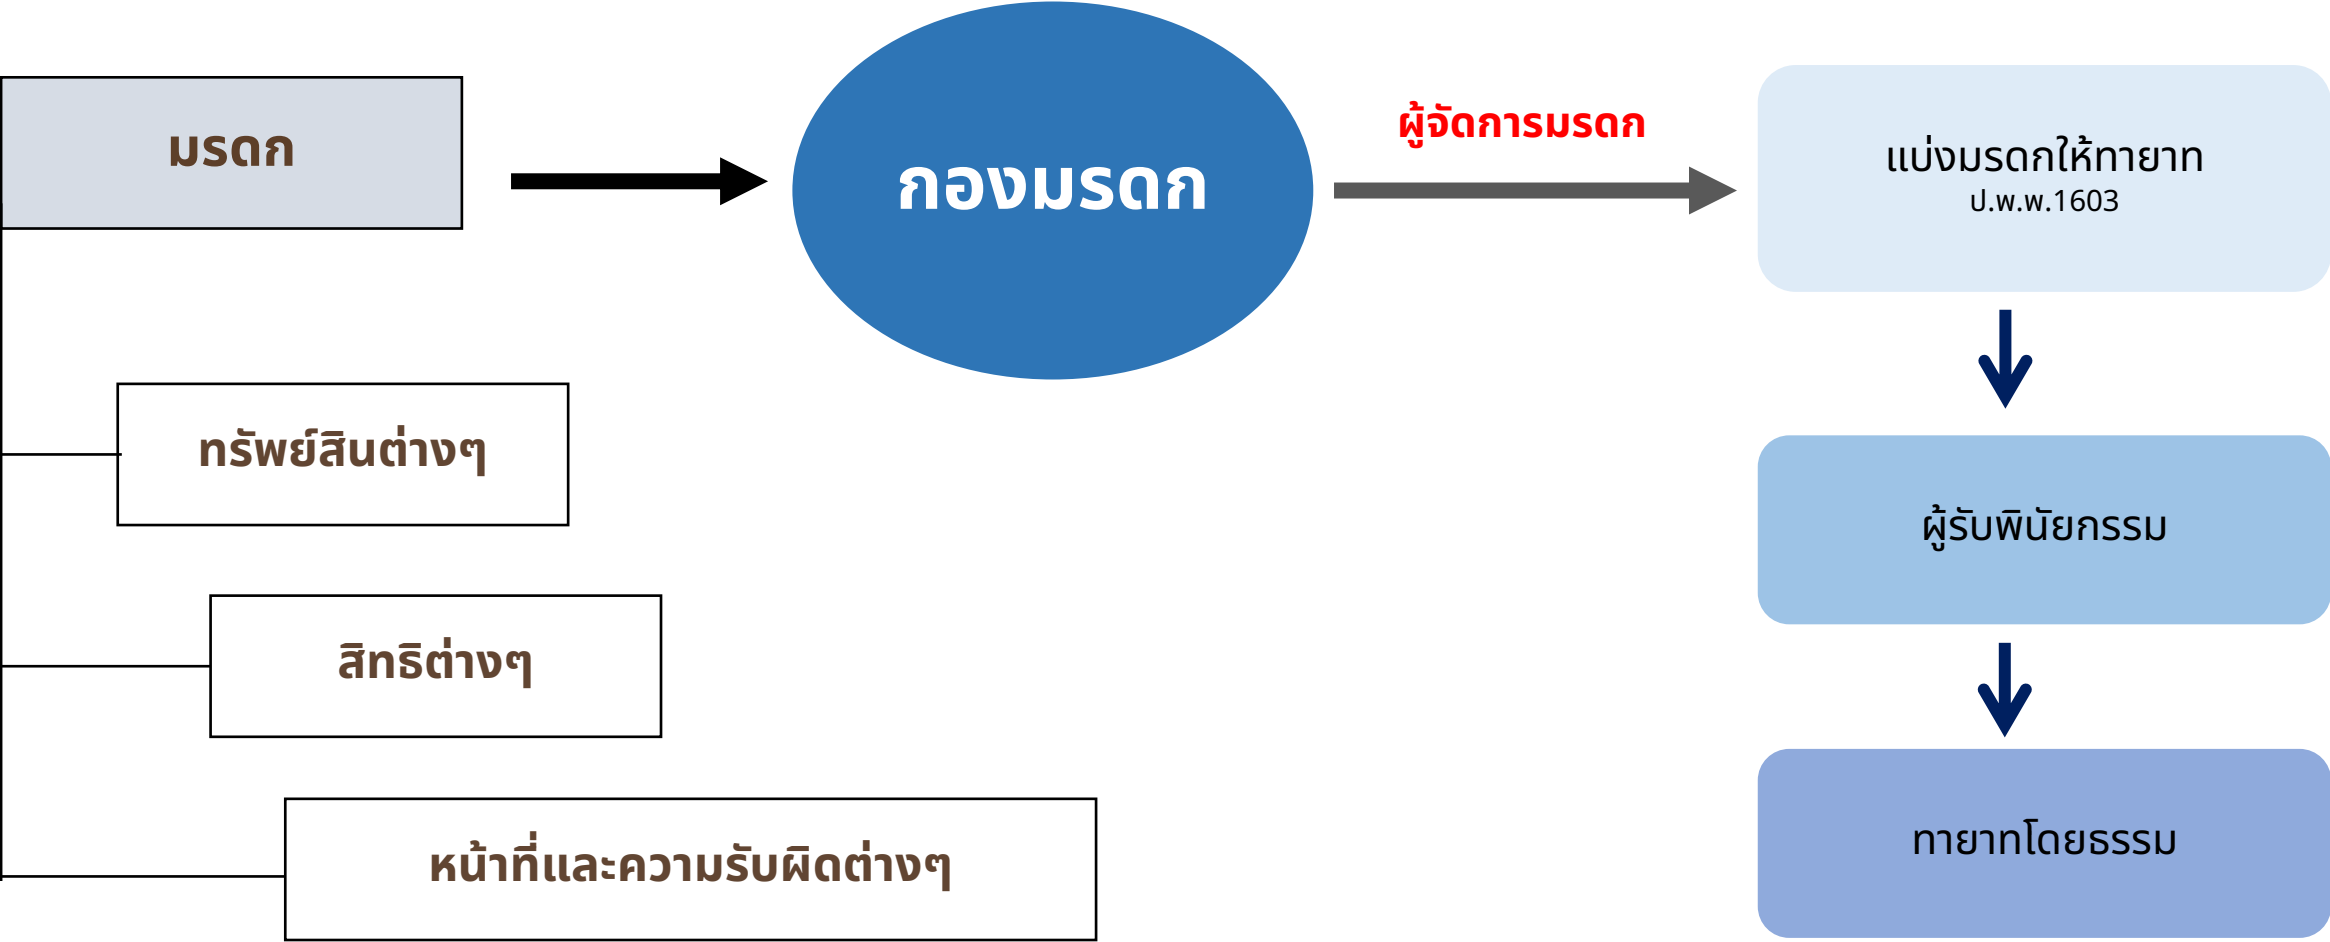 มรดก
กองมรดก
ผู้จัดการมรดก
แบ่งมรดกให้ทายาท
ป.พ.พ.1603
ทรัพย์สินต่างๆ
สิทธิต่างๆ
หน้าที่และความรับผิดต่างๆ
ผู้รับพินัยกรรม
ทายาทโดยธรรม